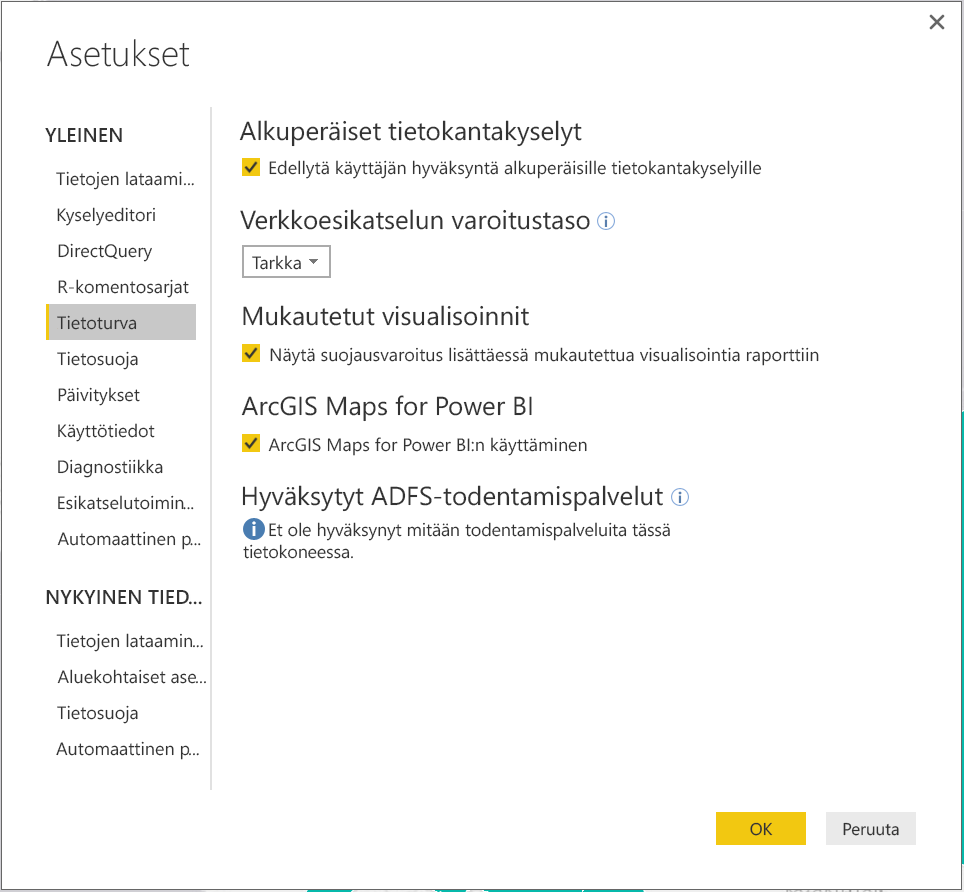 Asetukset
YLEINEN
Tietojen lataami...
Kyselyeditori
DirectQuery
R-komentosarjat
Tietoturva
Tietosuoja
Päivitykset
Käyttötiedot
Diagnostiikka
Esikatselutoimin...
Automaattinen p...
NYKYINEN TIED...
Tietojen lataamin...
Aluekohtaiset ase...
Tietosuoja
Automaattinen p...
Alkuperäiset tietokantakyselyt
Edellytä käyttäjän hyväksyntä alkuperäisille tietokantakyselyille
Verkkoesikatselun varoitustaso
Tarkka
Mukautetut visualisoinnit
Näytä suojausvaroitus lisättäessä mukautettua visualisointia raporttiin
ArcGIS Maps for Power BI
ArcGIS Maps for Power BI:n käyttäminen
Hyväksytyt ADFS-todentamispalvelut
Et ole hyväksynyt mitään todentamispalveluita tässä
tietokoneessa.
OK
Peruuta